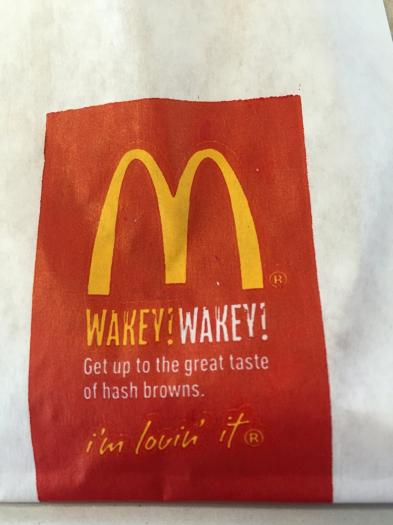 M®
WAKEY! WAKEY!
Get up to the great taste
of hash browns.
i'm lovin' it®